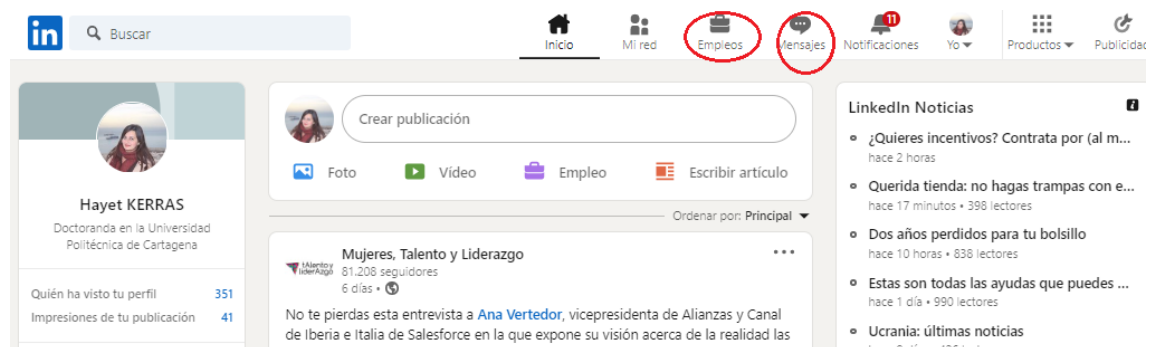 in
Buscar
Inicio
Mi red
Empleos
Mensajes
11
Notificaciones
Yo
Productos
Publicidad
Hayet KERRAS
Doctoranda en la Universidad
Politécnica de Cartagena
Quién ha visto tu perfil 351
Impresiones de tu publicación 41
Crear publicación
Foto
Vídeo
Empleo
Escribir artículo
Ordenar por: Principal
tAlento y
liderAzgo
Mujeres, Talento y Liderazgo
81.208 seguidores
6 días •
No te pierdas esta entrevista a Ana Vertedor, vicepresidenta de Alianzas y Canal
de Iberia e Italia de Salesforce en la que expone su visión acerca de la realidad las
LinkedIn Noticias
¿Quieres incentivos? Contrata por (al m...
hace 2 horas
Querida tienda: no hagas trampas con e...
hace 17 minutos • 398 lectores
Dos años perdidos para tu bolsillo
hace 10 horas • 838 lectores
Estas son todas las ayudas que puedes ...
hace 1 día • 990 lectores
Ucrania: últimas noticias